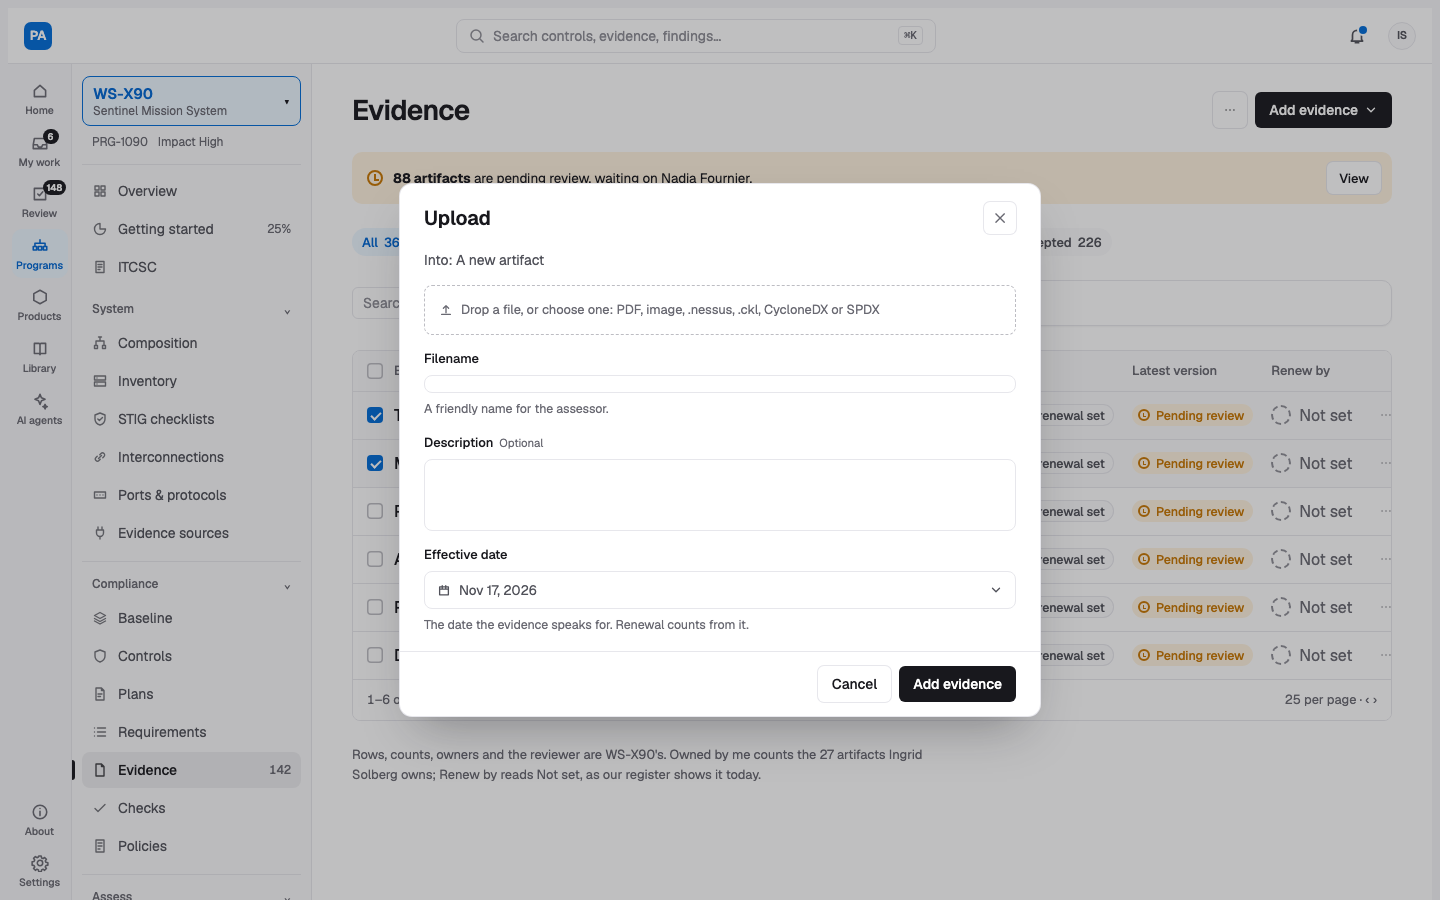 PA
Search controls, evidence, findings…
⌘K
IS
Home
6
My work
148
Review
Programs
Products
Library
AI agents
About
Settings
WS-X90
Sentinel Mission System
PRG-1090 Impact High
Overview
Getting started 25%
ITCSC
System
Composition
Inventory
STIG checklists
Interconnections
Ports & protocols
Evidence sources
Compliance
Baseline
Controls
Plans
Requirements
Evidence 142
Checks
Policies
Assess
Evidence
Add evidence
88 artifacts are pending review, waiting on Nadia Fournier.
View
All 36
epted 226
Searc
Latest version Renew by
renewal set Pending review Not set
renewal set Pending review Not set
renewal set Pending review Not set
renewal set Pending review Not set
renewal set Pending review Not set
renewal set Pending review Not set
1–6 o
25 per page · ‹ ›
Rows, counts, owners and the reviewer are WS-X90's. Owned by me counts the 27 artifacts Ingrid
Solberg owns; Renew by reads Not set, as our register shows it today.
Upload
Into: A new artifact
Drop a file, or choose one: PDF, image, .nessus, .ckl, CycloneDX or SPDX
Filename
A friendly name for the assessor.
Description Optional
Effective date
Nov 17, 2026
The date the evidence speaks for. Renewal counts from it.
Cancel
Add evidence